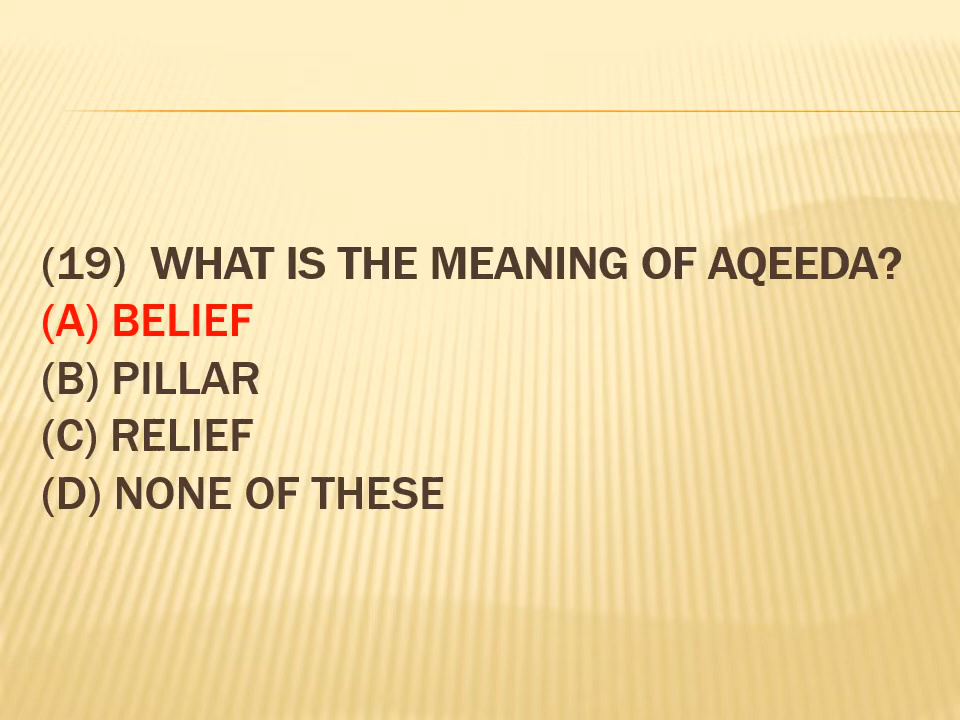 (19) WHAT IS THE MEANING OF AQEEDA?
(A) BELIEF
(B) PILLAR
(C) RELIEF
(D) NONE OF THESE